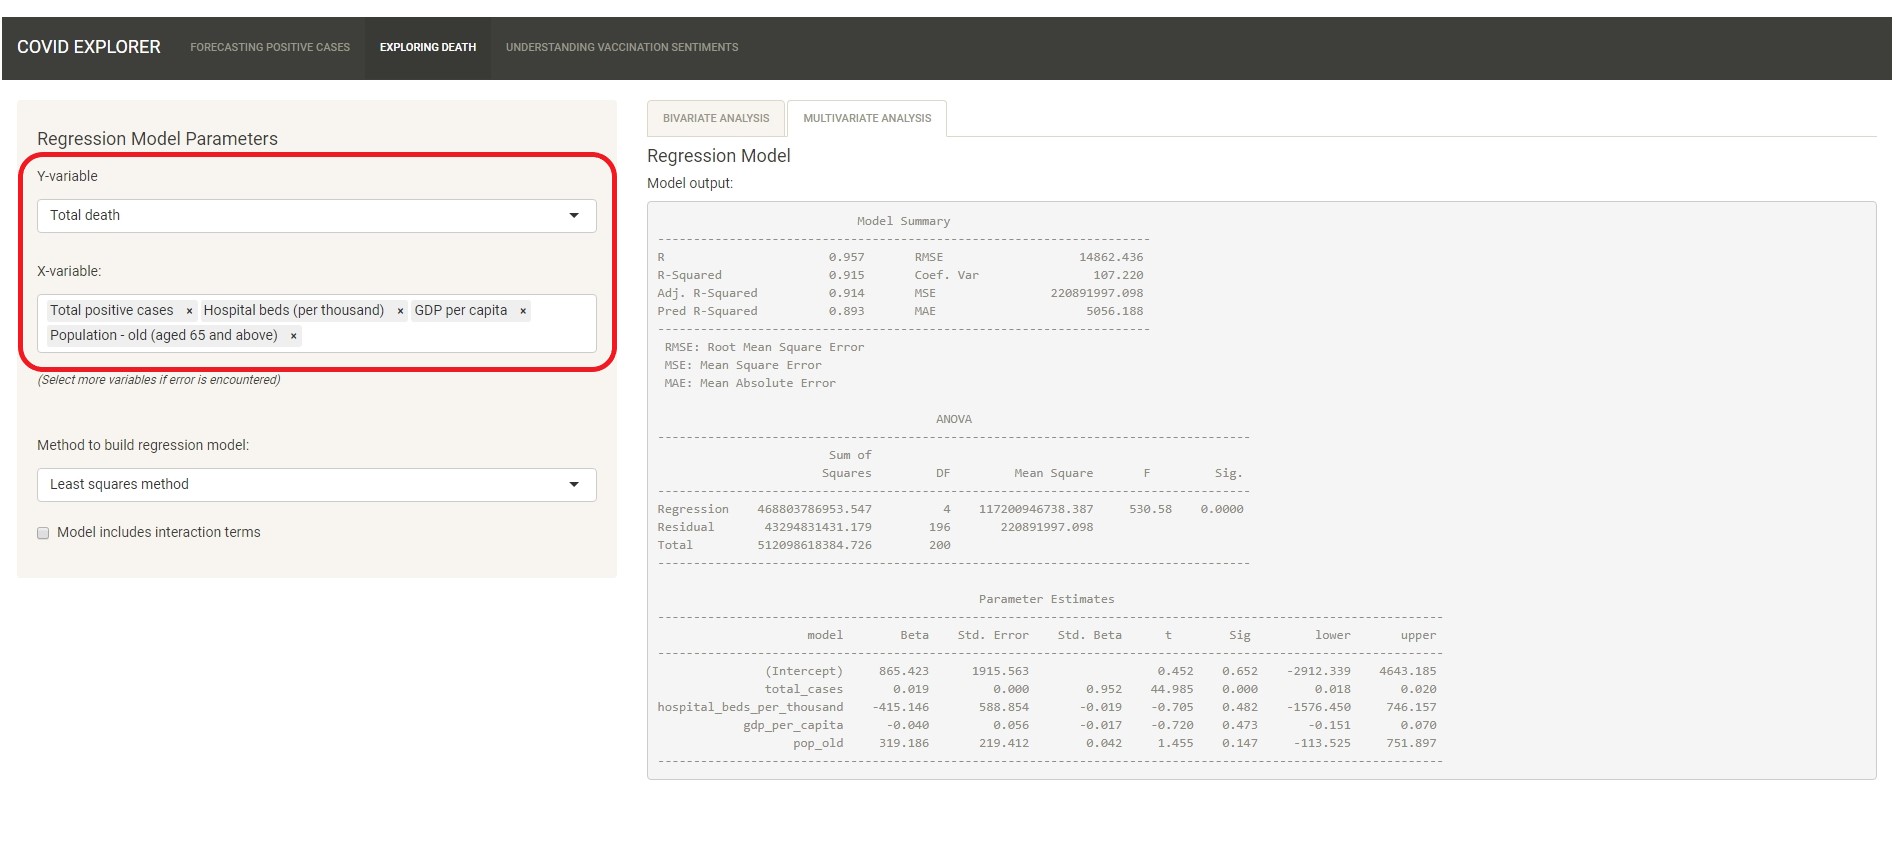 COVID EXPLORER FORECASTING POSITIVE CASES EXPLORING DEATH UNDERSTANDING VACCINATION SENTIMENTS
Regression Model Parameters
Y-variable
Total death
X-variable:
Total positive cases × Hospital beds (per thousand) × GDP per capita ×
Population - old (aged 65 and above) ×
(Select more variables if error is encountered)
Method to build regression model:
Least squares method
Model includes interaction terms
BIVARIATE ANALYSIS MULTIVARIATE ANALYSIS
Regression Model
Model output:
Model Summary
R 0.957 RMSE 14862.436
R-Squared 0.915 Coef. Var 107.220
Adj. R-Squared 0.914 MSE 220891997.098
Pred R-Squared 0.893 MAE 5056.188
RMSE: Root Mean Square Error
MSE: Mean Square Error
MAE: Mean Absolute Error
ANOVA
Sum of
Squares DF Mean Square F Sig.
Regression 468803786953.547 4 117200946738.387 530.58 0.0000
Residual 43294831431.179 196 220891997.098
Total 512098618384.726 200
Parameter Estimates
model Beta Std. Error Std. Beta t Sig lower upper
(Intercept) 865.423 1915.563 0.452 0.652 -2912.339 4643.185
total_cases 0.019 0.000 0.952 44.985 0.000 0.018 0.020
hospital_beds_per_thousand -415.146 588.854 -0.019 -0.705 0.482 -1576.450 746.157
gdp_per_capita -0.040 0.056 -0.017 -0.720 0.473 -0.151 0.070
pop_old 319.186 219.412 0.042 1.455 0.147 -113.525 751.897